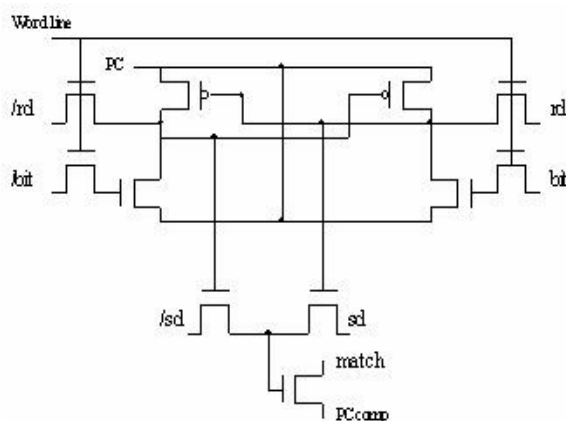 Word line
PC
/rd
rd
/bit
bit
/sd
sd
match
PCcomp